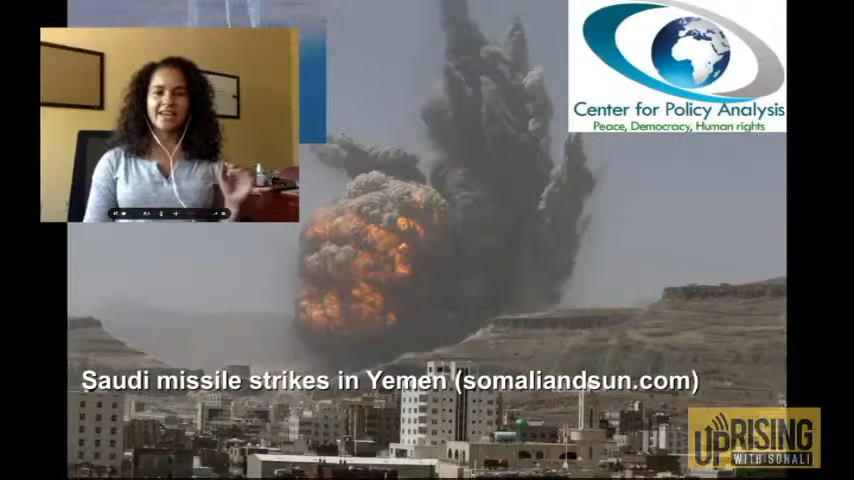 Center for Policy Analysis
Peace, Democracy, Human rights
Saudi missile strikes in Yemen (somaliandsun.com)
UPRISING
WITH SONALI